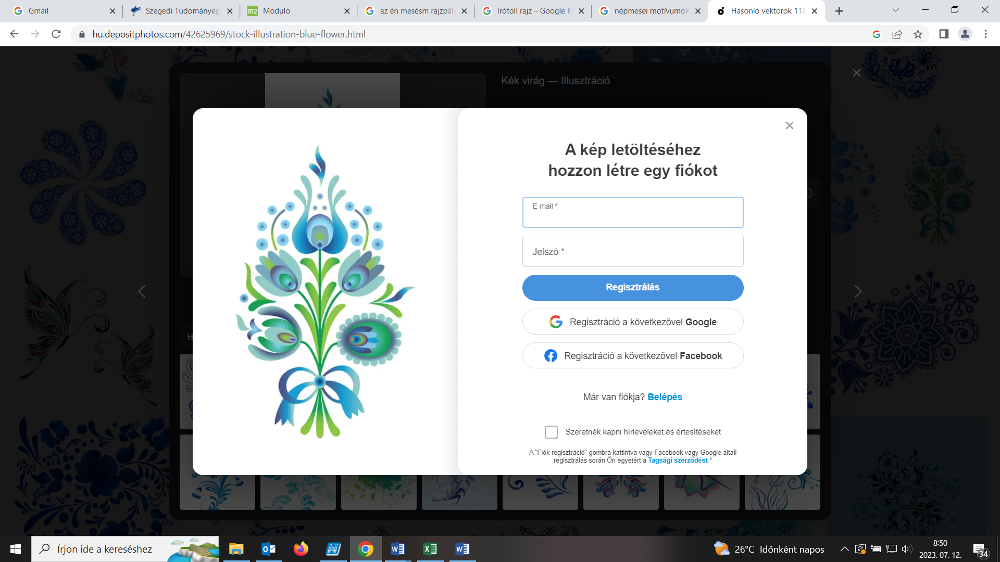 Gmail
Szegedi Tudományegy
Modulo
az én mesésm rajzpály
írótoll rajz – Google Ke
népmesei motívumok
Hasonló vektorok 118
hu.depositphotos.com/42625969/stock-illustration-blue-flower.html
Kék virág — Illusztráció
A kép letöltéséhez
hozzon létre egy fiókot
E-mail *
Jelszó *
Regisztrálás
Regisztráció a következővel Google
Regisztráció a következővel Facebook
Már van fiókja? Belépés
Szeretnék kapni hírleveleket és értesítéseket
A "Fiók regisztráció" gombra kattintva vagy Facebook vagy Google általi
regisztrálás során Ön egyetért a Tagsági szerződést *
H
Írjon ide a kereséshez
26°C Időnként napos
8:50
2023. 07. 12.
34